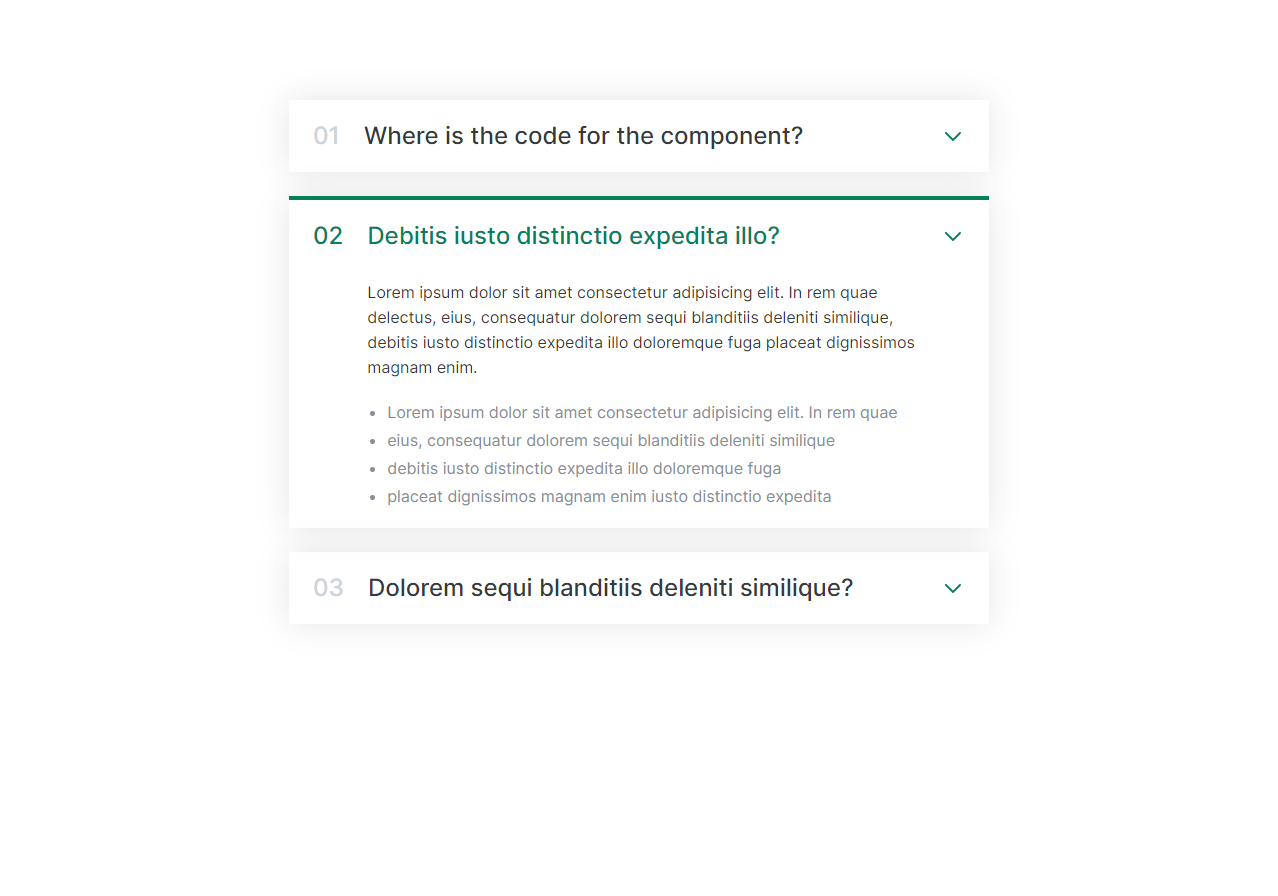 01 Where is the code for the component?
02 Debitis iusto distinctio expedita illo?
Lorem ipsum dolor sit amet consectetur adipisicing elit. In rem quae
delectus, eius, consequatur dolorem sequi blanditiis deleniti similique,
debitis iusto distinctio expedita illo doloremque fuga placeat dignissimos
magnam enim.
• Lorem ipsum dolor sit amet consectetur adipisicing elit. In rem quae
• eius, consequatur dolorem sequi blanditiis deleniti similique
• debitis iusto distinctio expedita illo doloremque fuga
• placeat dignissimos magnam enim iusto distinctio expedita
03 Dolorem sequi blanditiis deleniti similique?